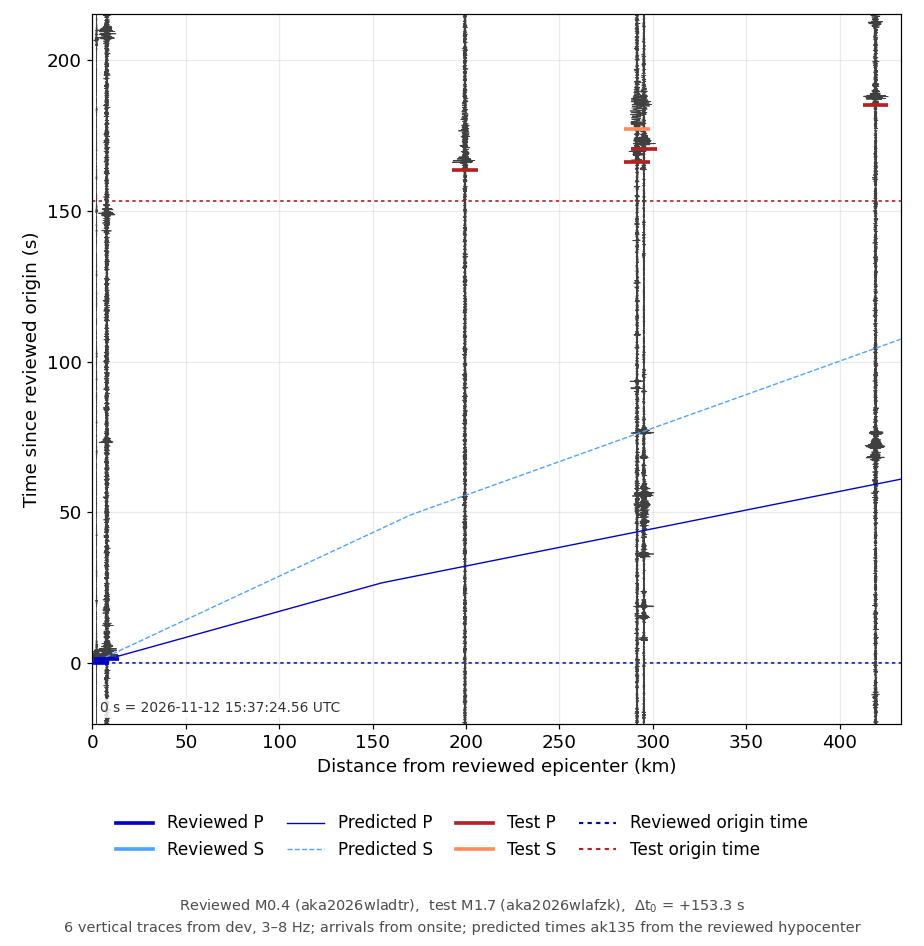 Time since reviewed origin (s)
200
150
100
50
0
0 s = 2026-11-12 15:37:24.56 UTC
0 50 100 150 200 250 300 350 400
Distance from reviewed epicenter (km)
Reviewed P Predicted P Test P Reviewed origin time
Reviewed S Predicted S Test S Test origin time
Reviewed M0.4 (aka2026wladtr), test M1.7 (aka2026wlafzk), Δt₀ = +153.3 s
6 vertical traces from dev, 3–8 Hz; arrivals from onsite; predicted times ak135 from the reviewed hypocenter